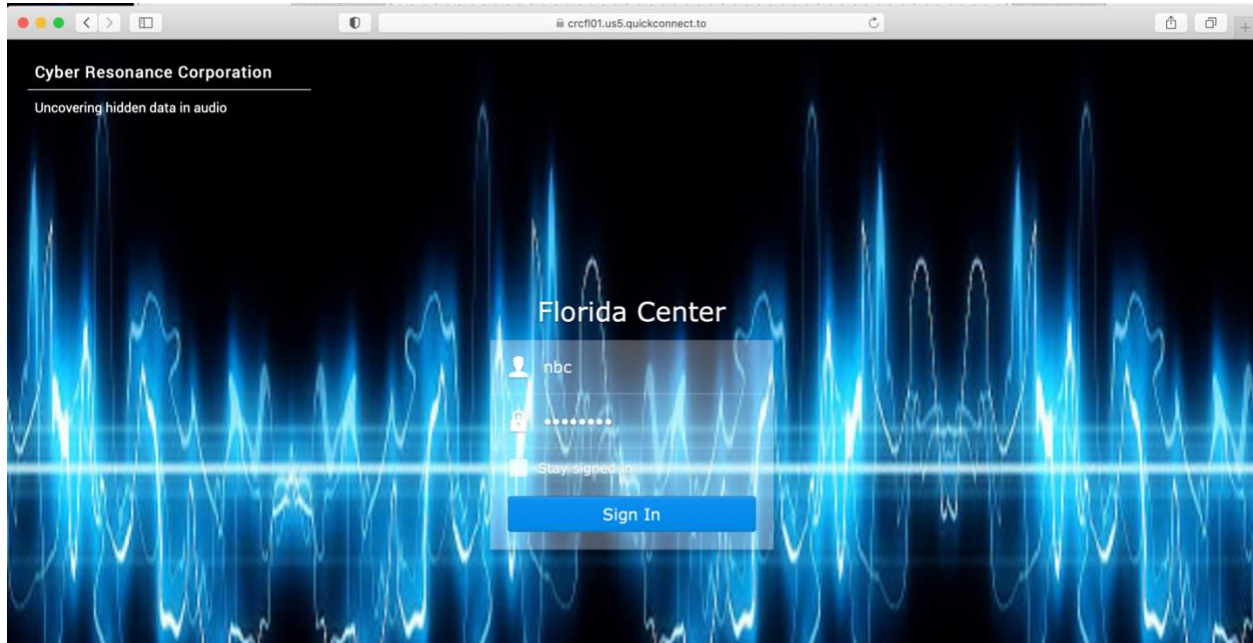 crcfl01.us5.quickconnect.to
Cyber Resonance Corporation
Uncovering hidden data in audio
Florida Center
nbc
Stay signed in
Sign In